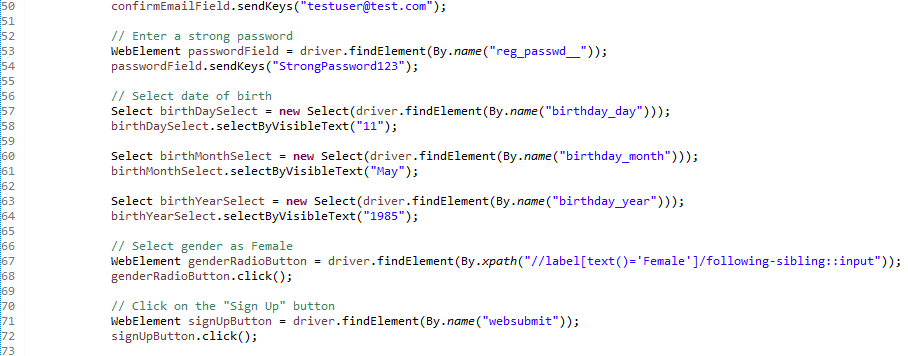 50 confirmEmailField.sendKeys("testuser@test.com");
51
52 // Enter a strong password
53 WebElement passwordField = driver.findElement(By.name("reg_passwd__"));
54 passwordField.sendKeys("StrongPassword123");
55
56 // Select date of birth
57 Select birthDaySelect = new Select(driver.findElement(By.name("birthday_day")));
58 birthDaySelect.selectByVisibleText("11");
59
60 Select birthMonthSelect = new Select(driver.findElement(By.name("birthday_month")));
61 birthMonthSelect.selectByVisibleText("May");
62
63 Select birthYearSelect = new Select(driver.findElement(By.name("birthday_year")));
64 birthYearSelect.selectByVisibleText("1985");
65
66 // Select gender as Female
67 WebElement genderRadioButton = driver.findElement(By.xpath("//label[text()='Female']/following-sibling::input"));
68 genderRadioButton.click();
69
70 // Click on the "Sign Up" button
71 WebElement signUpButton = driver.findElement(By.name("websubmit"));
72 signUpButton.click();
73